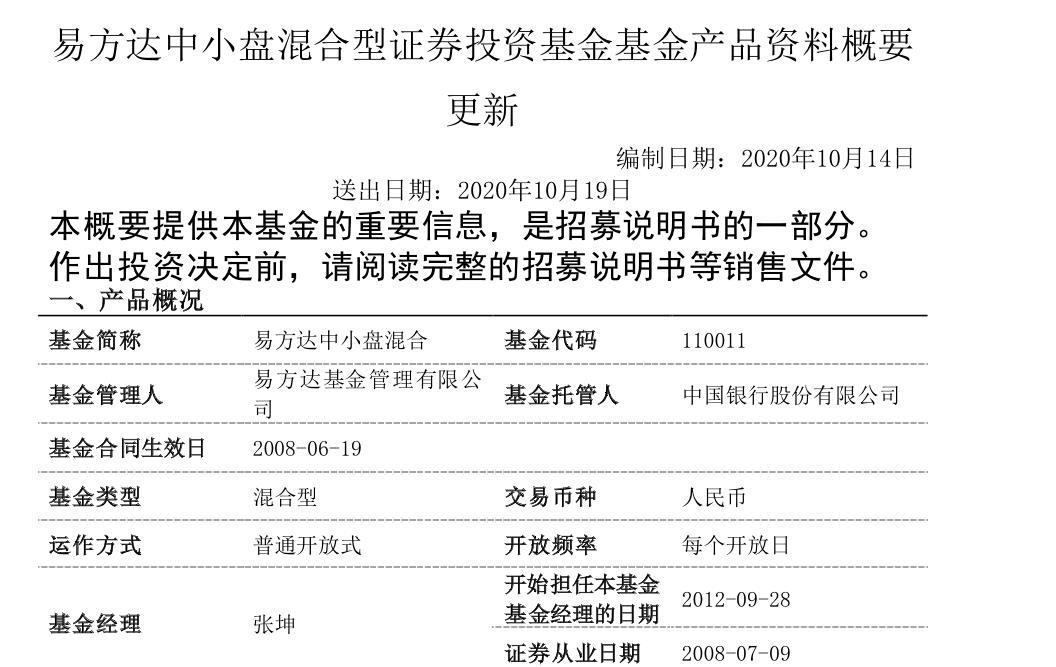 易方达中小盘混合型证券投资基金基金产品资料概要
更新
编制日期：2020年10月14日
送出日期：2020年10月19日
本概要提供本基金的重要信息，是招募说明书的一部分。
作出投资决定前，请阅读完整的招募说明书等销售文件。
一、产品概况
基金简称 易方达中小盘混合 基金代码 110011
基金管理人 易方达基金管理有限公 基金托管人 中国银行股份有限公司
司
基金合同生效日 2008-06-19
基金类型 混合型 交易币种 人民币
运作方式 普通开放式 开放频率 每个开放日
基金经理 张坤 开始担任本基金 2012-09-28
基金经理的日期
证券从业日期 2008-07-09